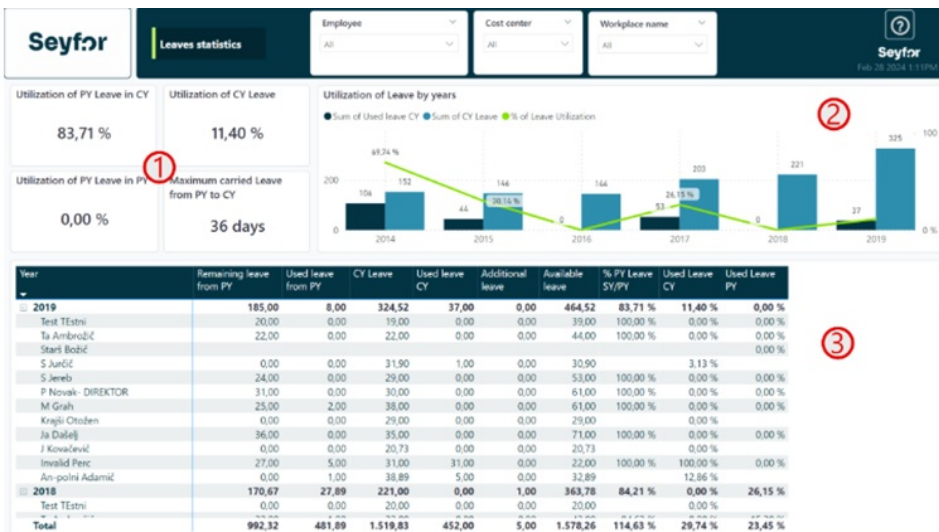 Seyfor
Leaves statistics
Employee
All
Cost center
All
Workplace name
All
?
Seyfor
Feb 28 2024 1:11PM
Utilization of PY Leave in CY
83,71 %
Utilization of CY Leave
11,40 %
Utilization of PY Leave in PY
0,00 %
Maximum carried Leave
from PY to CY
36 days
1
Utilization of Leave by years
Sum of Used leave CY Sum of CY Leave % of Leave Utilization
2
100
200
0
0 %
69,74 %
104
152
44
146
30,14 %
0
144
53
203
26,15 %
0
221
37
325
2014 2015 2016 2017 2018 2019
Year Remaining leave from PY Used leave from PY CY Leave Used leave CY Additional leave Available leave % PY Leave SY/PY Used Leave CY Used Leave PY
2019 185,00 8,00 324,52 37,00 0,00 464,52 83,71 % 11,40 % 0,00 %
Test TEstni 20,00 0,00 19,00 0,00 0,00 39,00 100,00 % 0,00 % 0,00 %
Ta Ambrožič 22,00 0,00 22,00 0,00 0,00 44,00 100,00 % 0,00 % 0,00 %
Starš Božič 0,00 %
S Jurčič 0,00 0,00 31,90 1,00 0,00 30,90 3,13 %
S Jereb 24,00 0,00 29,00 0,00 0,00 53,00 100,00 % 0,00 % 0,00 %
P Novak- DIREKTOR 31,00 0,00 30,00 0,00 0,00 61,00 100,00 % 0,00 % 0,00 %
M Grah 25,00 2,00 38,00 0,00 0,00 61,00 100,00 % 0,00 % 0,00 %
Krajši Otožen 0,00 0,00 29,00 0,00 0,00 29,00 0,00 %
Ja Dašelj 36,00 0,00 35,00 0,00 0,00 71,00 100,00 % 0,00 % 0,00 %
J Kovačevič 0,00 0,00 20,73 0,00 0,00 20,73 0,00 %
Invalid Perc 27,00 5,00 31,00 31,00 0,00 22,00 100,00 % 100,00 % 0,00 %
An-polni Adamič 0,00 1,00 38,89 5,00 0,00 32,89 12,86 %
2018 170,67 27,89 221,00 0,00 1,00 363,78 84,21 % 0,00 % 26,15 %
Test TEstni 0,00 0,00 20,00 0,00 0,00 20,00 0,00 %
Total 992,32 481,89 1.519,83 452,00 5,00 1.578,26 114,63 % 29,74 % 23,45 %
3